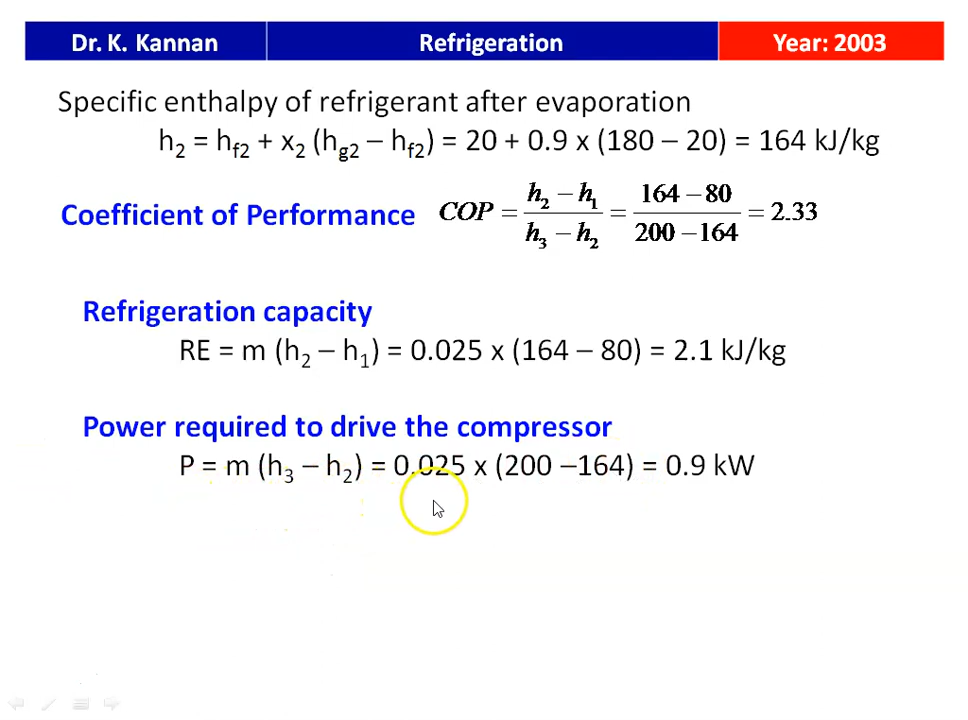 Dr. K. Kannan Refrigeration Year: 2003
Specific enthalpy of refrigerant after evaporation
h2 = hf2 + x2 (hg2 – hf2) = 20 + 0.9 x (180 – 20) = 164 kJ/kg
Coefficient of Performance COP = (h2 − h1)/(h3 − h2) = (164 − 80)/(200 − 164) = 2.33
Refrigeration capacity
RE = m (h2 – h1) = 0.025 x (164 – 80) = 2.1 kJ/kg
Power required to drive the compressor
P = m (h3 – h2) = 0.025 x (200 –164) = 0.9 kW